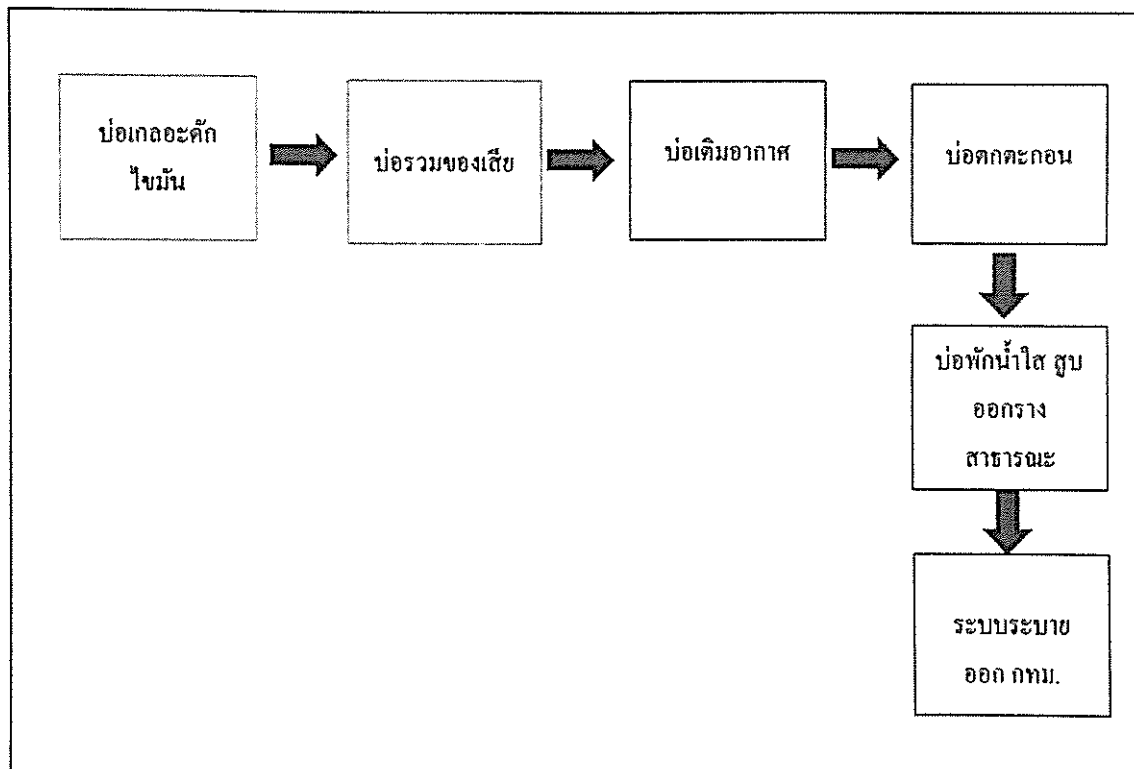 บ่อเกลอะดัก
ไขมัน
บ่อรวมของเสีย
บ่อเติมอากาศ
บ่อตกตะกอน
บ่อพักน้ำใส สูบ
ออกราง
สาธารณะ
ระบบระบาย
ออก กทม.